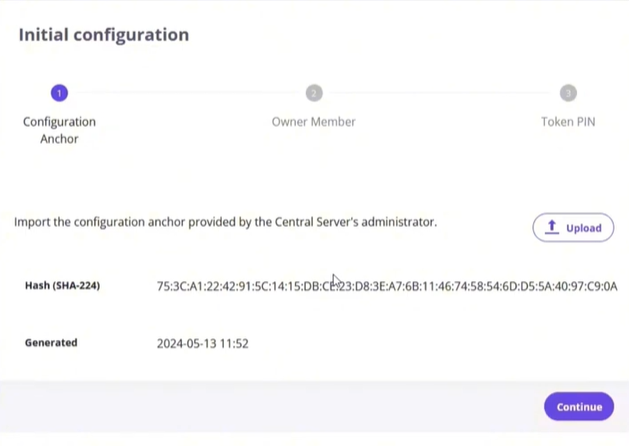 Initial configuration
1
2
3
Configuration
Anchor
Owner Member
Token PIN
Import the configuration anchor provided by the Central Server's administrator.
Upload
Hash (SHA-224)
75:3C:A1:22:42:91:5C:14:15:DB:CE:23:D8:3E:A7:6B:11:46:74:58:54:6D:D5:5A:40:97:C9:0A
Generated
2024-05-13 11:52
Continue